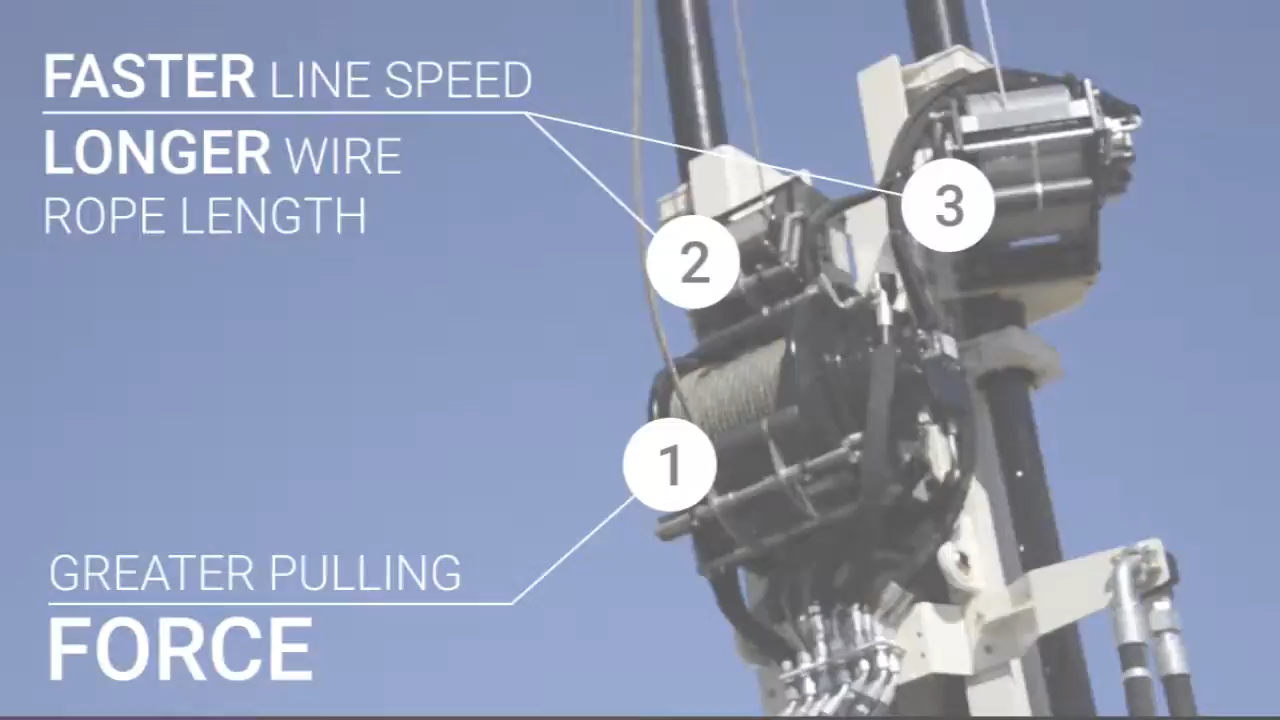 FASTER LINE SPEED
LONGER WIRE
ROPE LENGTH
3
2
1
GREATER PULLING
FORCE